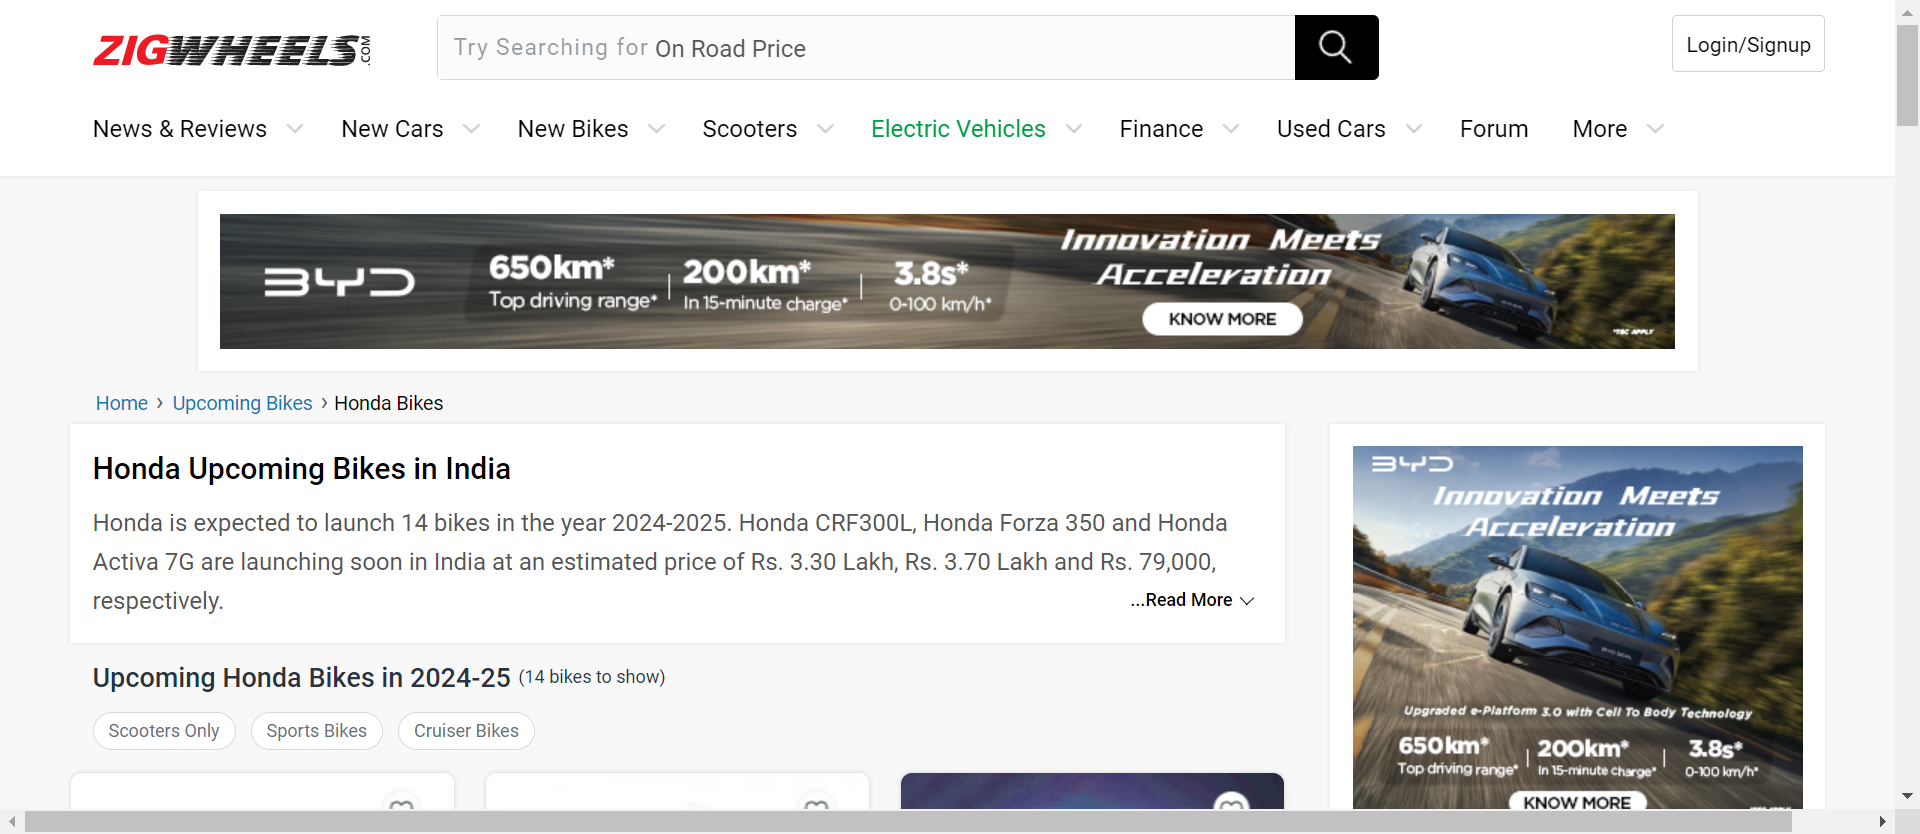 ZIGWHEELS.COM
Try Searching for On Road Price
Login/Signup
News & Reviews
New Cars
New Bikes
Scooters
Electric Vehicles
Finance
Used Cars
Forum
More
BYD
650km*
Top driving range*
200km*
In 15-minute charge*
3.8s*
0-100 km/h*
Innovation Meets
Acceleration
KNOW MORE
*T&C APPLY
Home › Upcoming Bikes › Honda Bikes
Honda Upcoming Bikes in India
Honda is expected to launch 14 bikes in the year 2024-2025. Honda CRF300L, Honda Forza 350 and Honda
Activa 7G are launching soon in India at an estimated price of Rs. 3.30 Lakh, Rs. 3.70 Lakh and Rs. 79,000,
respectively.
...Read More
Upcoming Honda Bikes in 2024-25 (14 bikes to show)
Scooters Only
Sports Bikes
Cruiser Bikes
BYD
Innovation Meets
Acceleration
BYD SEAL
Upgraded e-Platform 3.0 with Cell To Body Technology
650km*
Top driving range*
200km*
In 15-minute charge*
3.8s*
0-100 km/h*
KNOW MORE